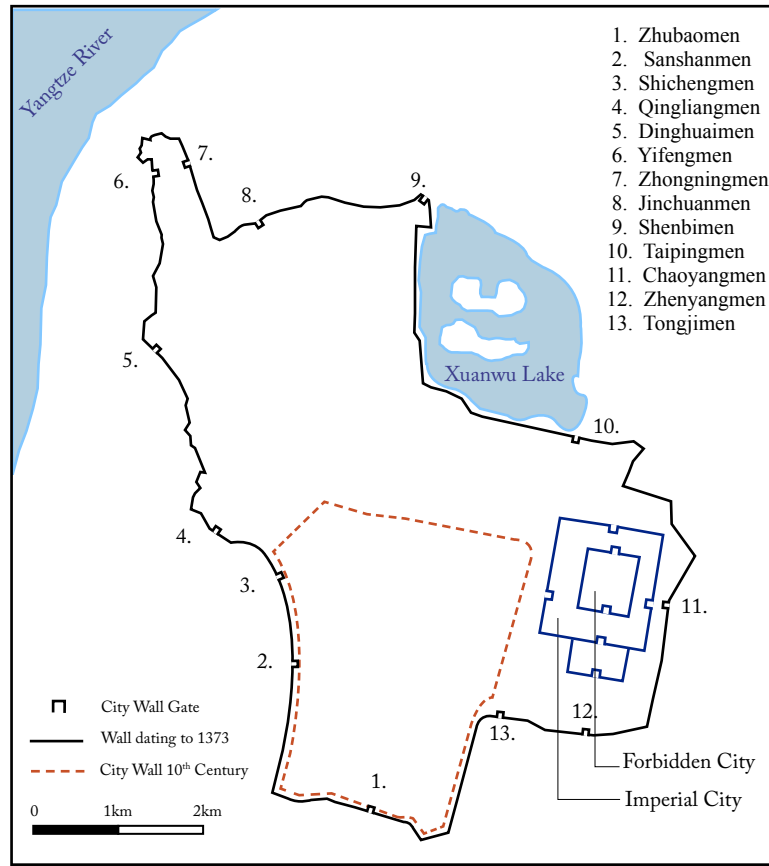 Yangtze River
1. Zhubaomen
2. Sanshanmen
3. Shichengmen
4. Qingliangmen
5. Dinghuaimen
6. Yifengmen
7. Zhongningmen
8. Jinchuanmen
9. Shenbimen
10. Taipingmen
11. Chaoyangmen
12. Zhenyangmen
13. Tongjimen
7.
6.
9.
8.
5.
Xuanwu Lake
10.
4.
3.
11.
2.
12.
13.
1.
City Wall Gate
Wall dating to 1373
City Wall 10th Century
0 1km 2km
Forbidden City
Imperial City